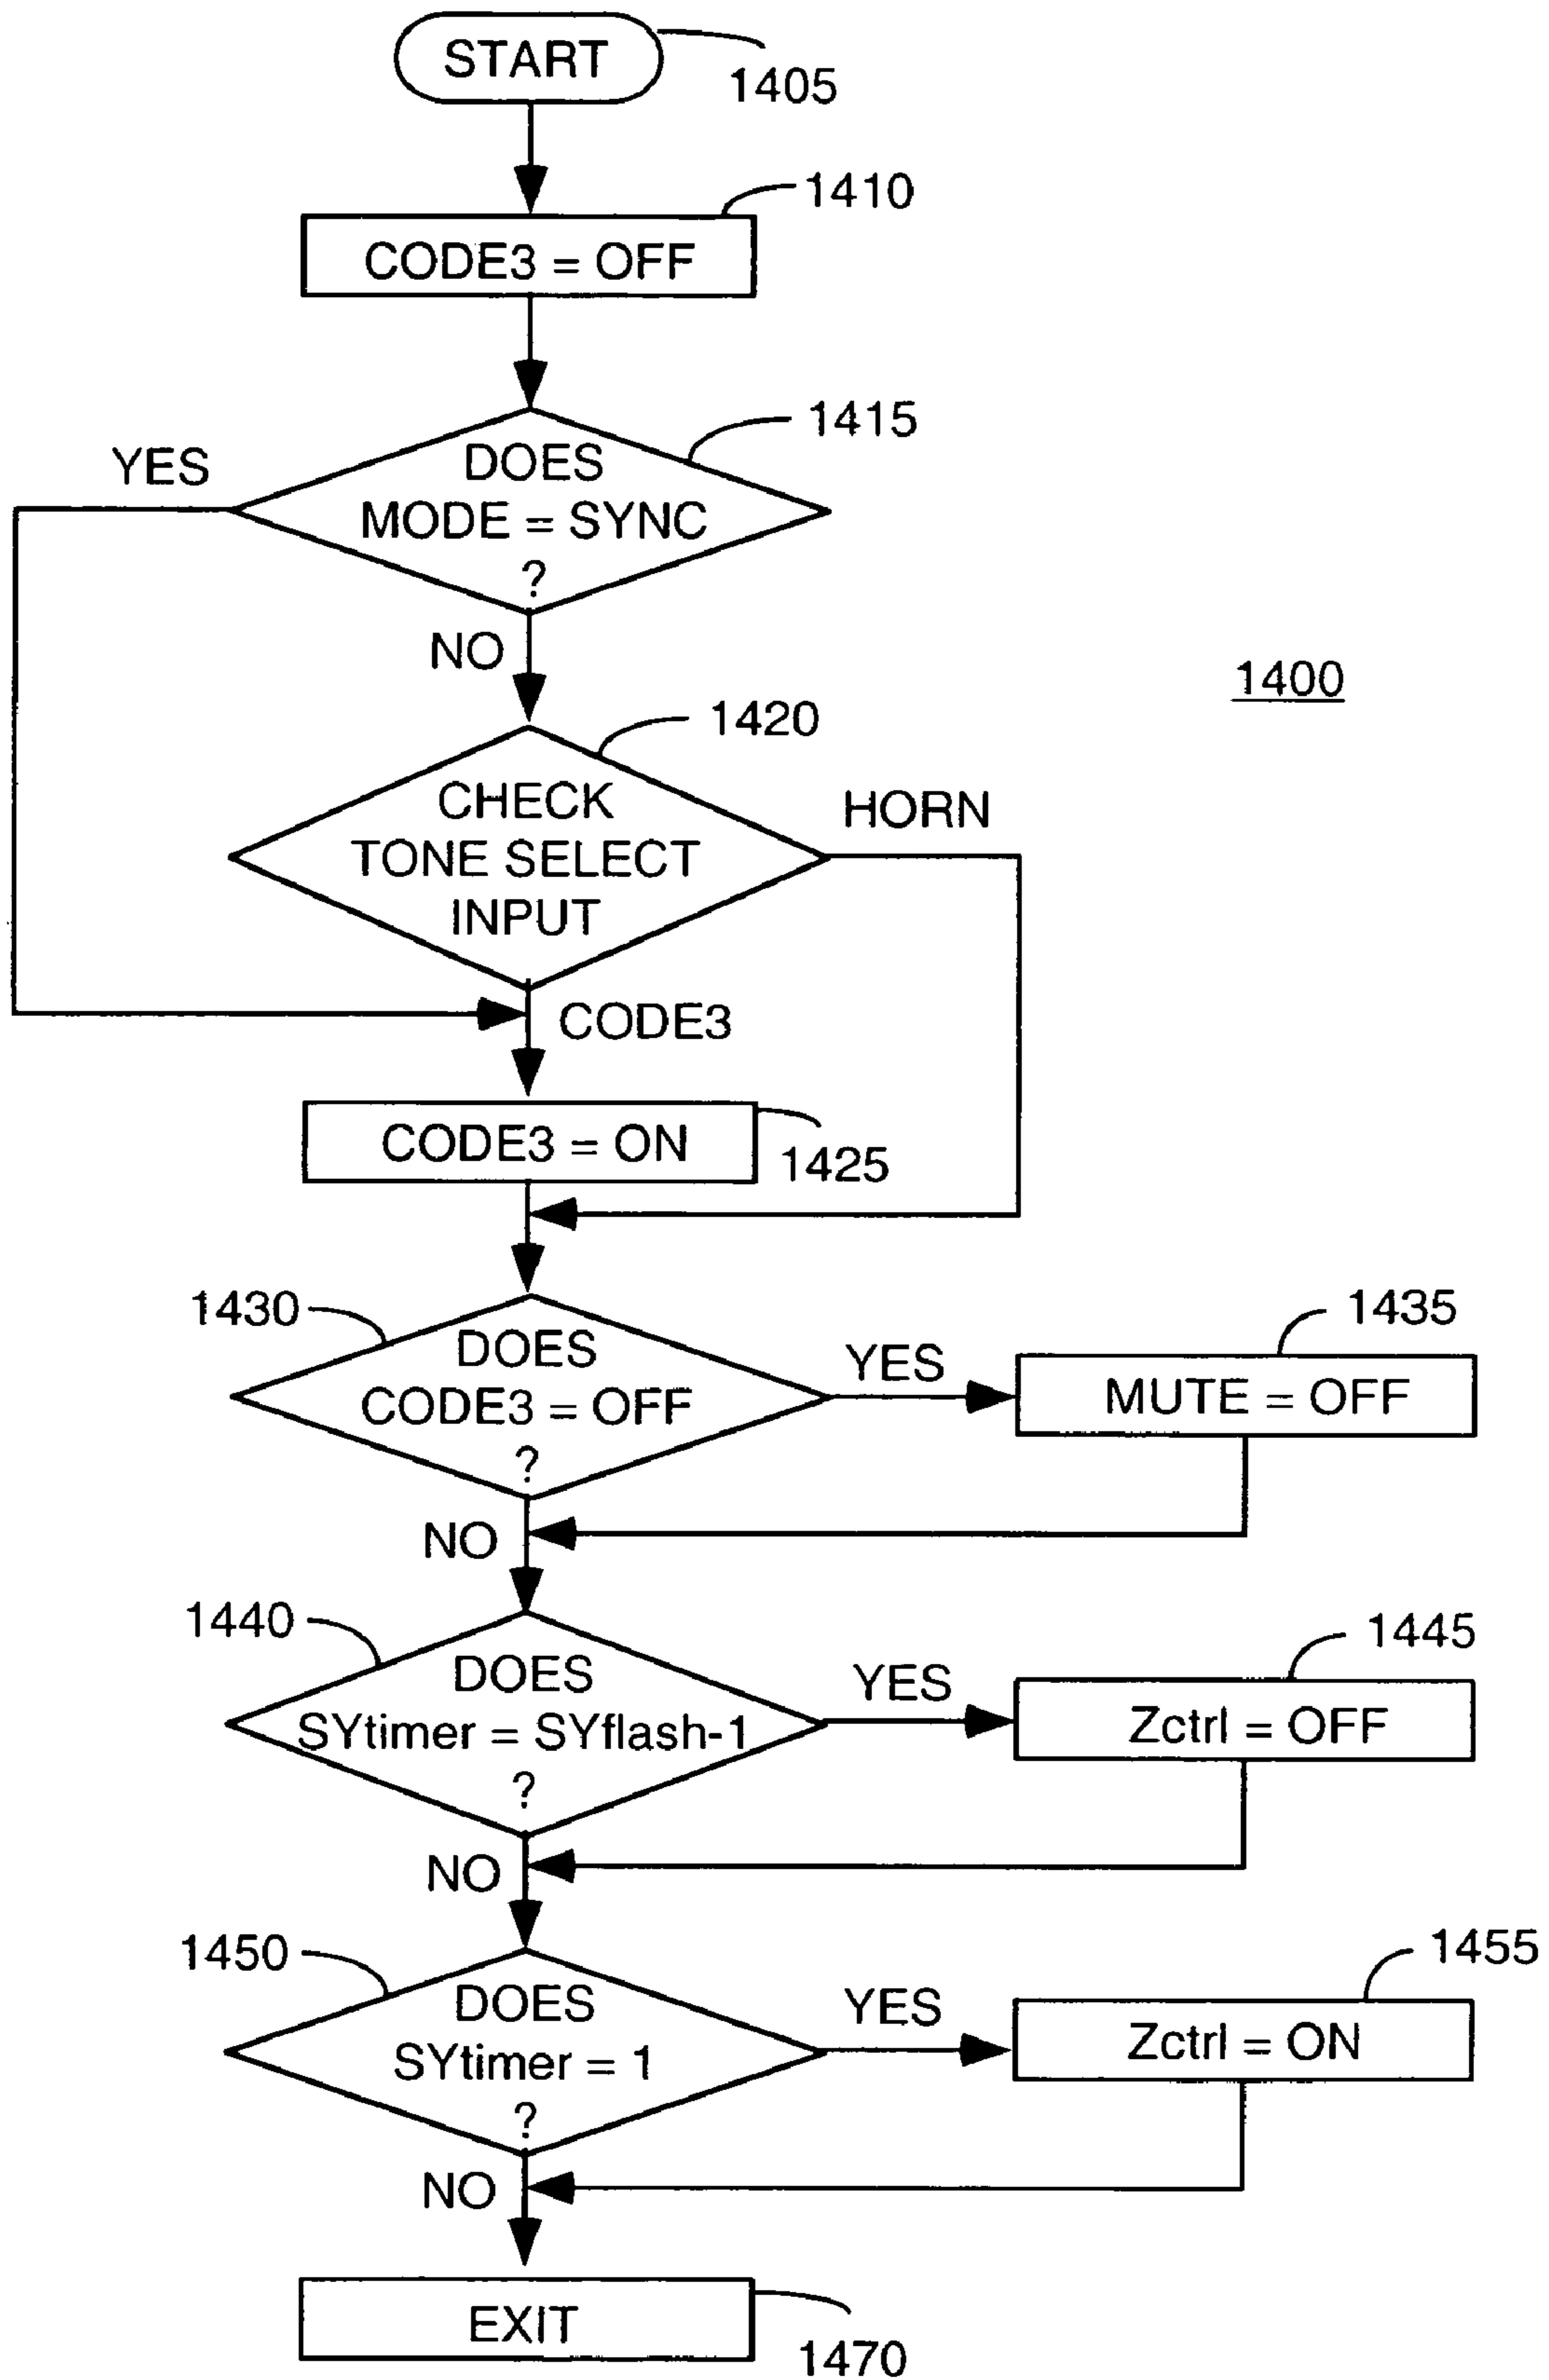 START
1405
1410
CODE3 = OFF
1415
YES
DOES
MODE = SYNC
?
NO
1400
1420
CHECK
TONE SELECT
INPUT
HORN
CODE3
CODE3 = ON
1425
1430
DOES
CODE3 = OFF
?
YES
1435
MUTE = OFF
NO
1440
DOES
SYtimer = SYflash-1
?
YES
1445
Zctrl = OFF
NO
1450
DOES
SYtimer = 1
?
YES
1455
Zctrl = ON
NO
EXIT
1470